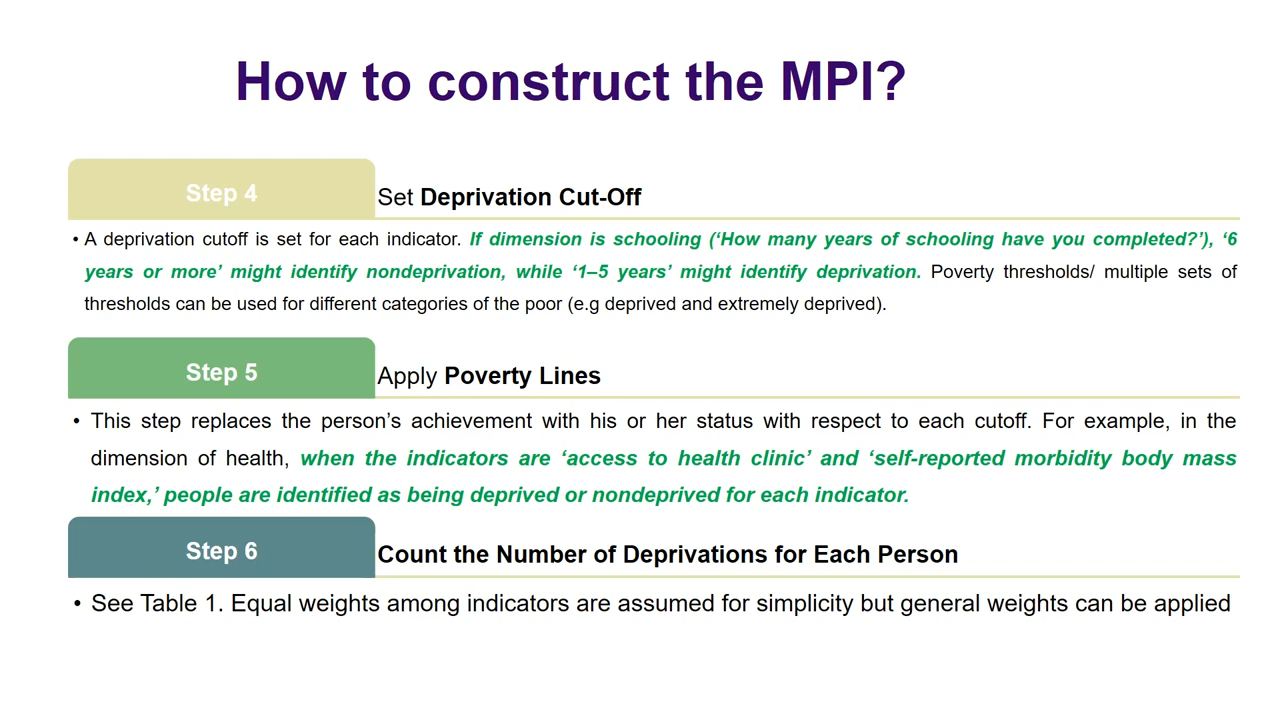 How to construct the MPI?
Step 4
Set Deprivation Cut-Off
• A deprivation cutoff is set for each indicator. If dimension is schooling (‘How many years of schooling have you completed?’), ‘6
years or more’ might identify nondeprivation, while ‘1–5 years’ might identify deprivation. Poverty thresholds/ multiple sets of
thresholds can be used for different categories of the poor (e.g deprived and extremely deprived).
Step 5
Apply Poverty Lines
• This step replaces the person’s achievement with his or her status with respect to each cutoff. For example, in the
dimension of health, when the indicators are ‘access to health clinic’ and ‘self-reported morbidity body mass
index,’ people are identified as being deprived or nondeprived for each indicator.
Step 6
Count the Number of Deprivations for Each Person
• See Table 1. Equal weights among indicators are assumed for simplicity but general weights can be applied